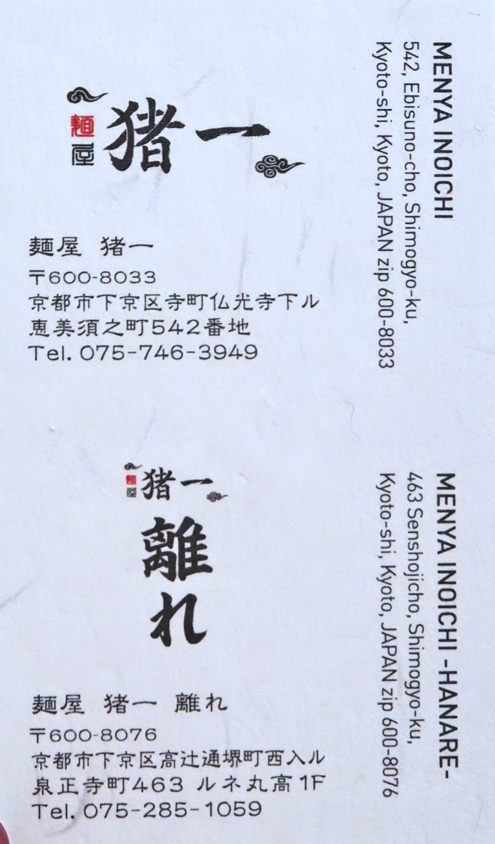 麺屋 猪一
麺屋 猪一
〒600-8033
京都市下京区寺町仏光寺下ル
恵美須之町542番地
Tel. 075-746-3949
MENYA INOICHI
542, Ebisuno-cho, Shimogyo-ku,
Kyoto-shi, Kyoto, JAPAN zip 600-8033
麺屋 猪一
離れ
麺屋 猪一 離れ
〒600-8076
京都市下京区高辻通堺町西入ル
泉正寺町463 ルネ丸高1F
Tel. 075-285-1059
MENYA INOICHI -HANARE-
463 Senshojicho, Shimogyo-ku,
Kyoto-shi, Kyoto, JAPAN zip 600-8076